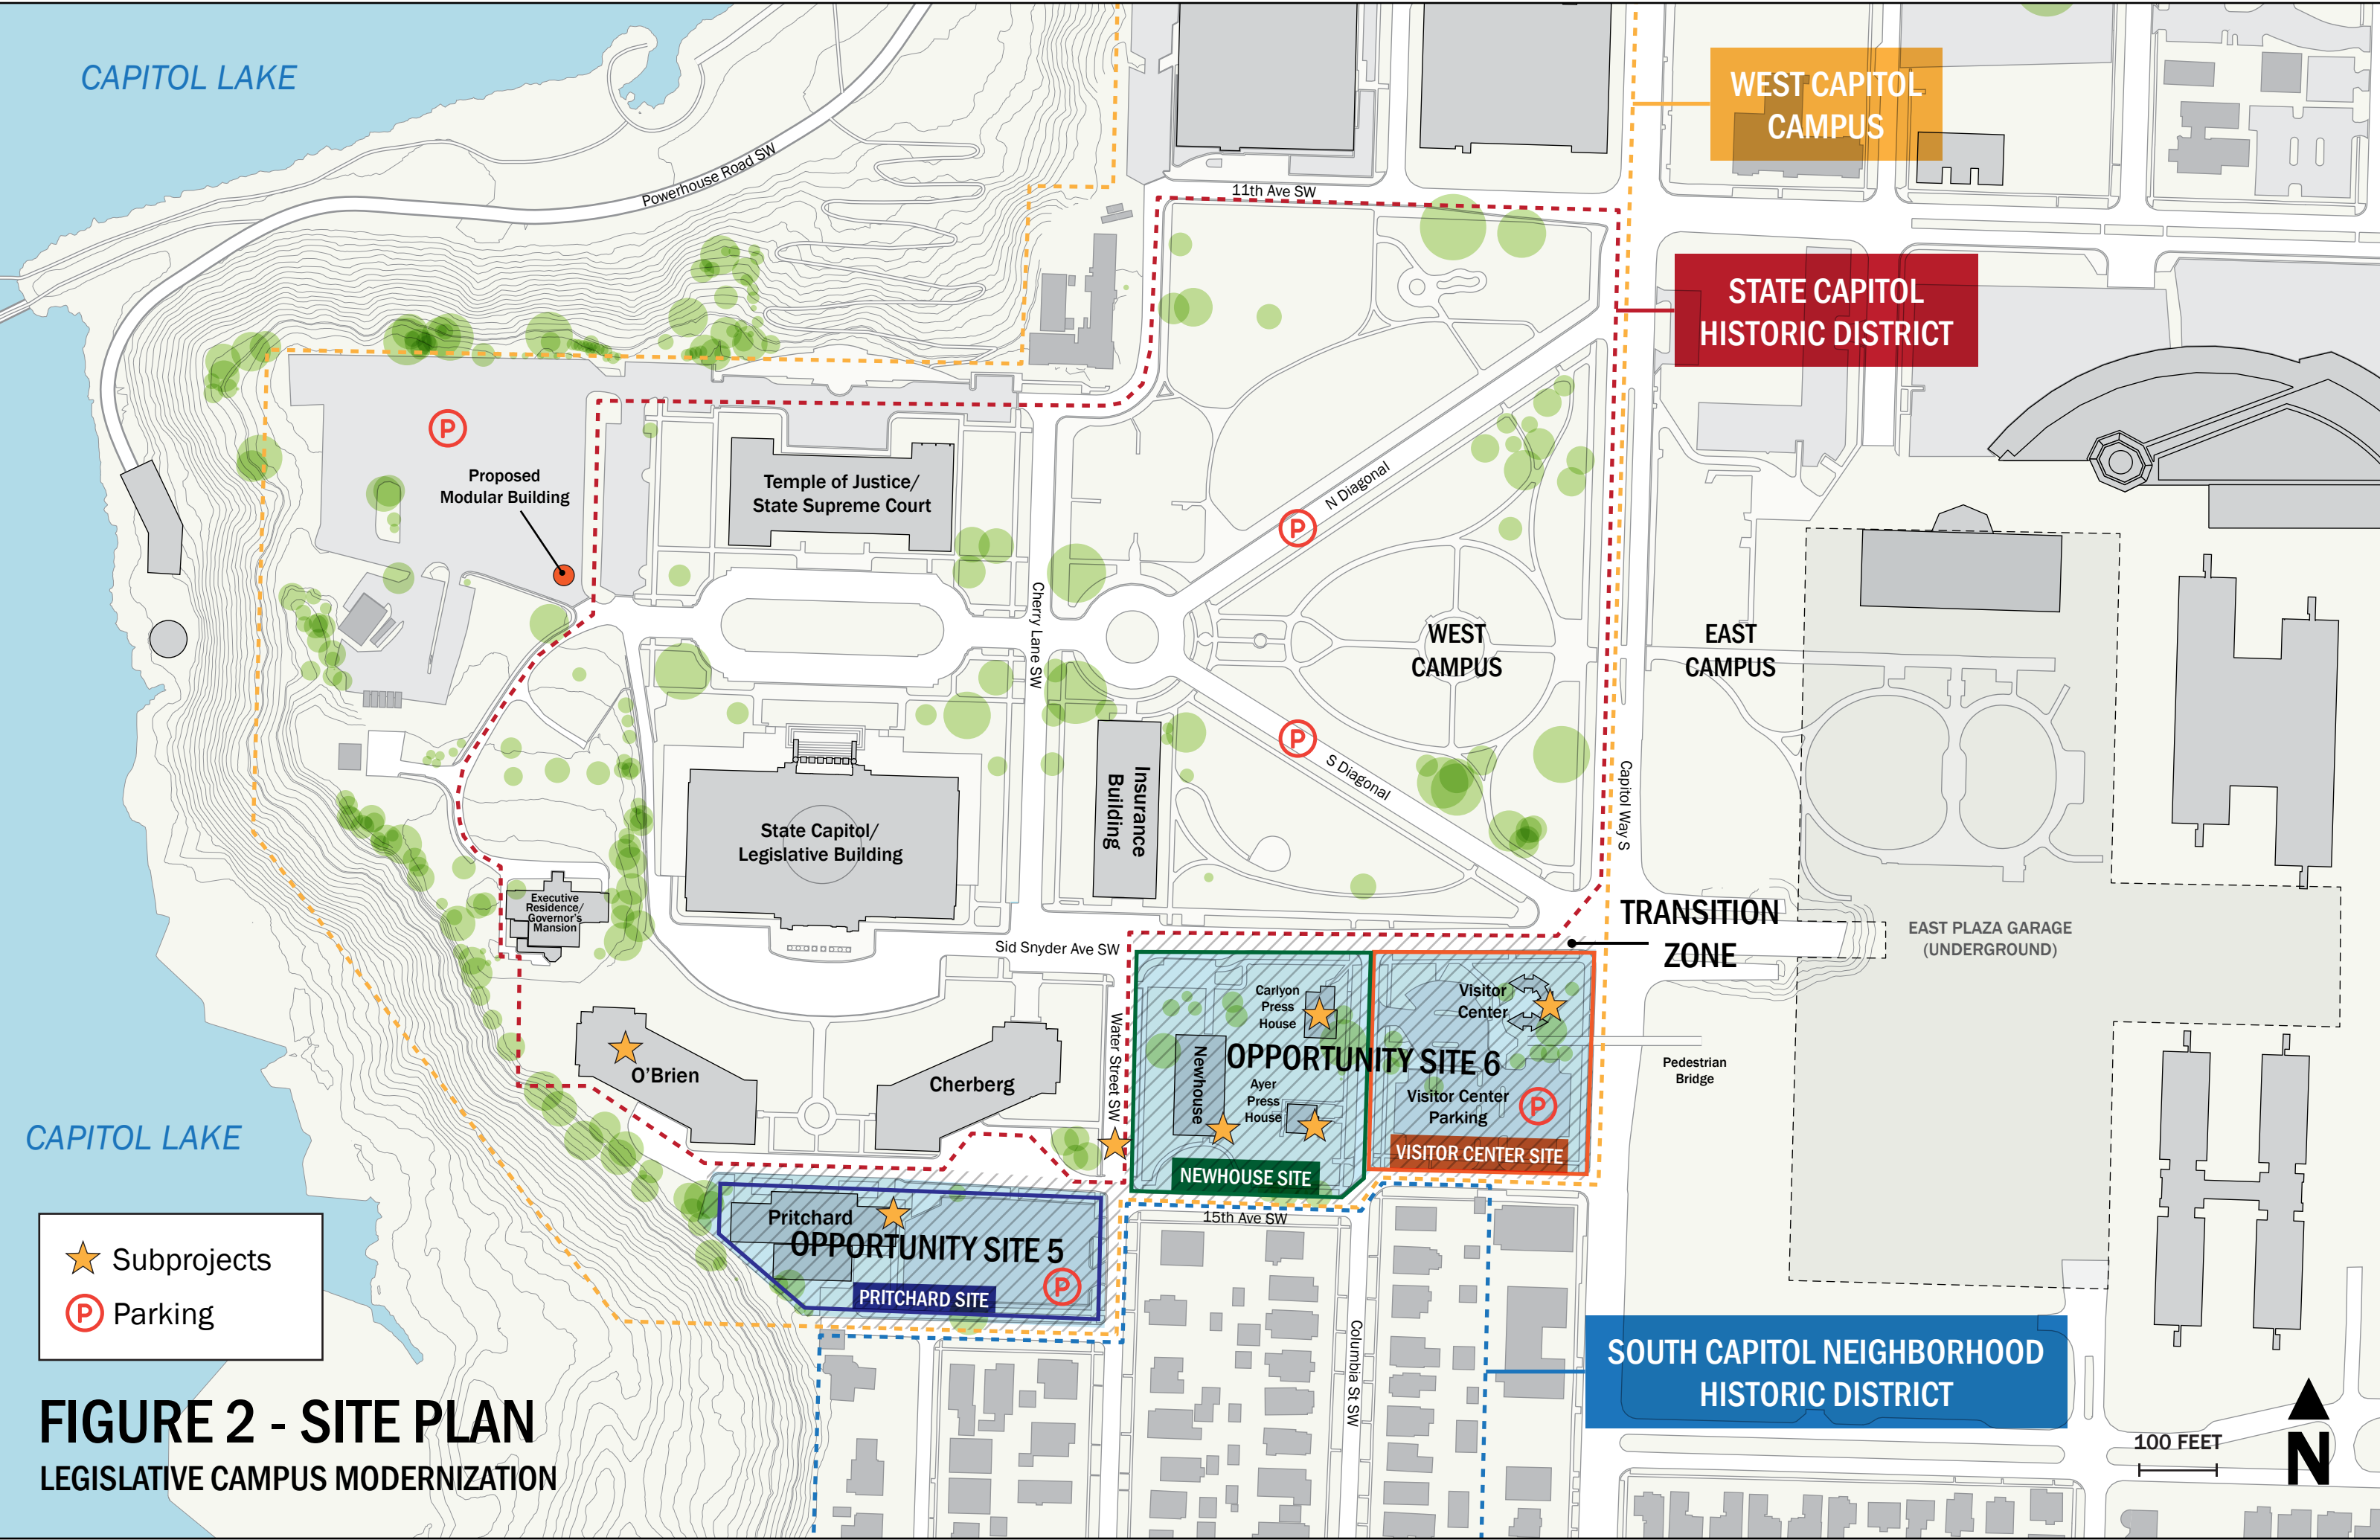 CAPITOL LAKE
WEST CAPITOL
CAMPUS
Powerhouse Road SW
11th Ave SW
STATE CAPITOL
HISTORIC DISTRICT
P
Proposed
Modular Building
Temple of Justice/
State Supreme Court
N Diagonal
P
Cherry Lane SW
WEST
CAMPUS
EAST
CAMPUS
P
S Diagonal
Insurance
Building
Capitol Way S
State Capitol/
Legislative Building
Executive
Residence/
Governor's
Mansion
TRANSITION
ZONE
EAST PLAZA GARAGE
(UNDERGROUND)
Sid Snyder Ave SW
Carlyon
Press
House
Visitor
Center
Water Street SW
Newhouse
OPPORTUNITY SITE 6
O'Brien
Cherberg
Ayer
Press
House
Visitor Center
Parking
P
Pedestrian
Bridge
CAPITOL LAKE
VISITOR CENTER SITE
NEWHOUSE SITE
Pritchard
15th Ave SW
OPPORTUNITY SITE 5
P
PRITCHARD SITE
Subprojects
P Parking
Columbia St SW
SOUTH CAPITOL NEIGHBORHOOD
HISTORIC DISTRICT
FIGURE 2 - SITE PLAN
LEGISLATIVE CAMPUS MODERNIZATION
100 FEET
N